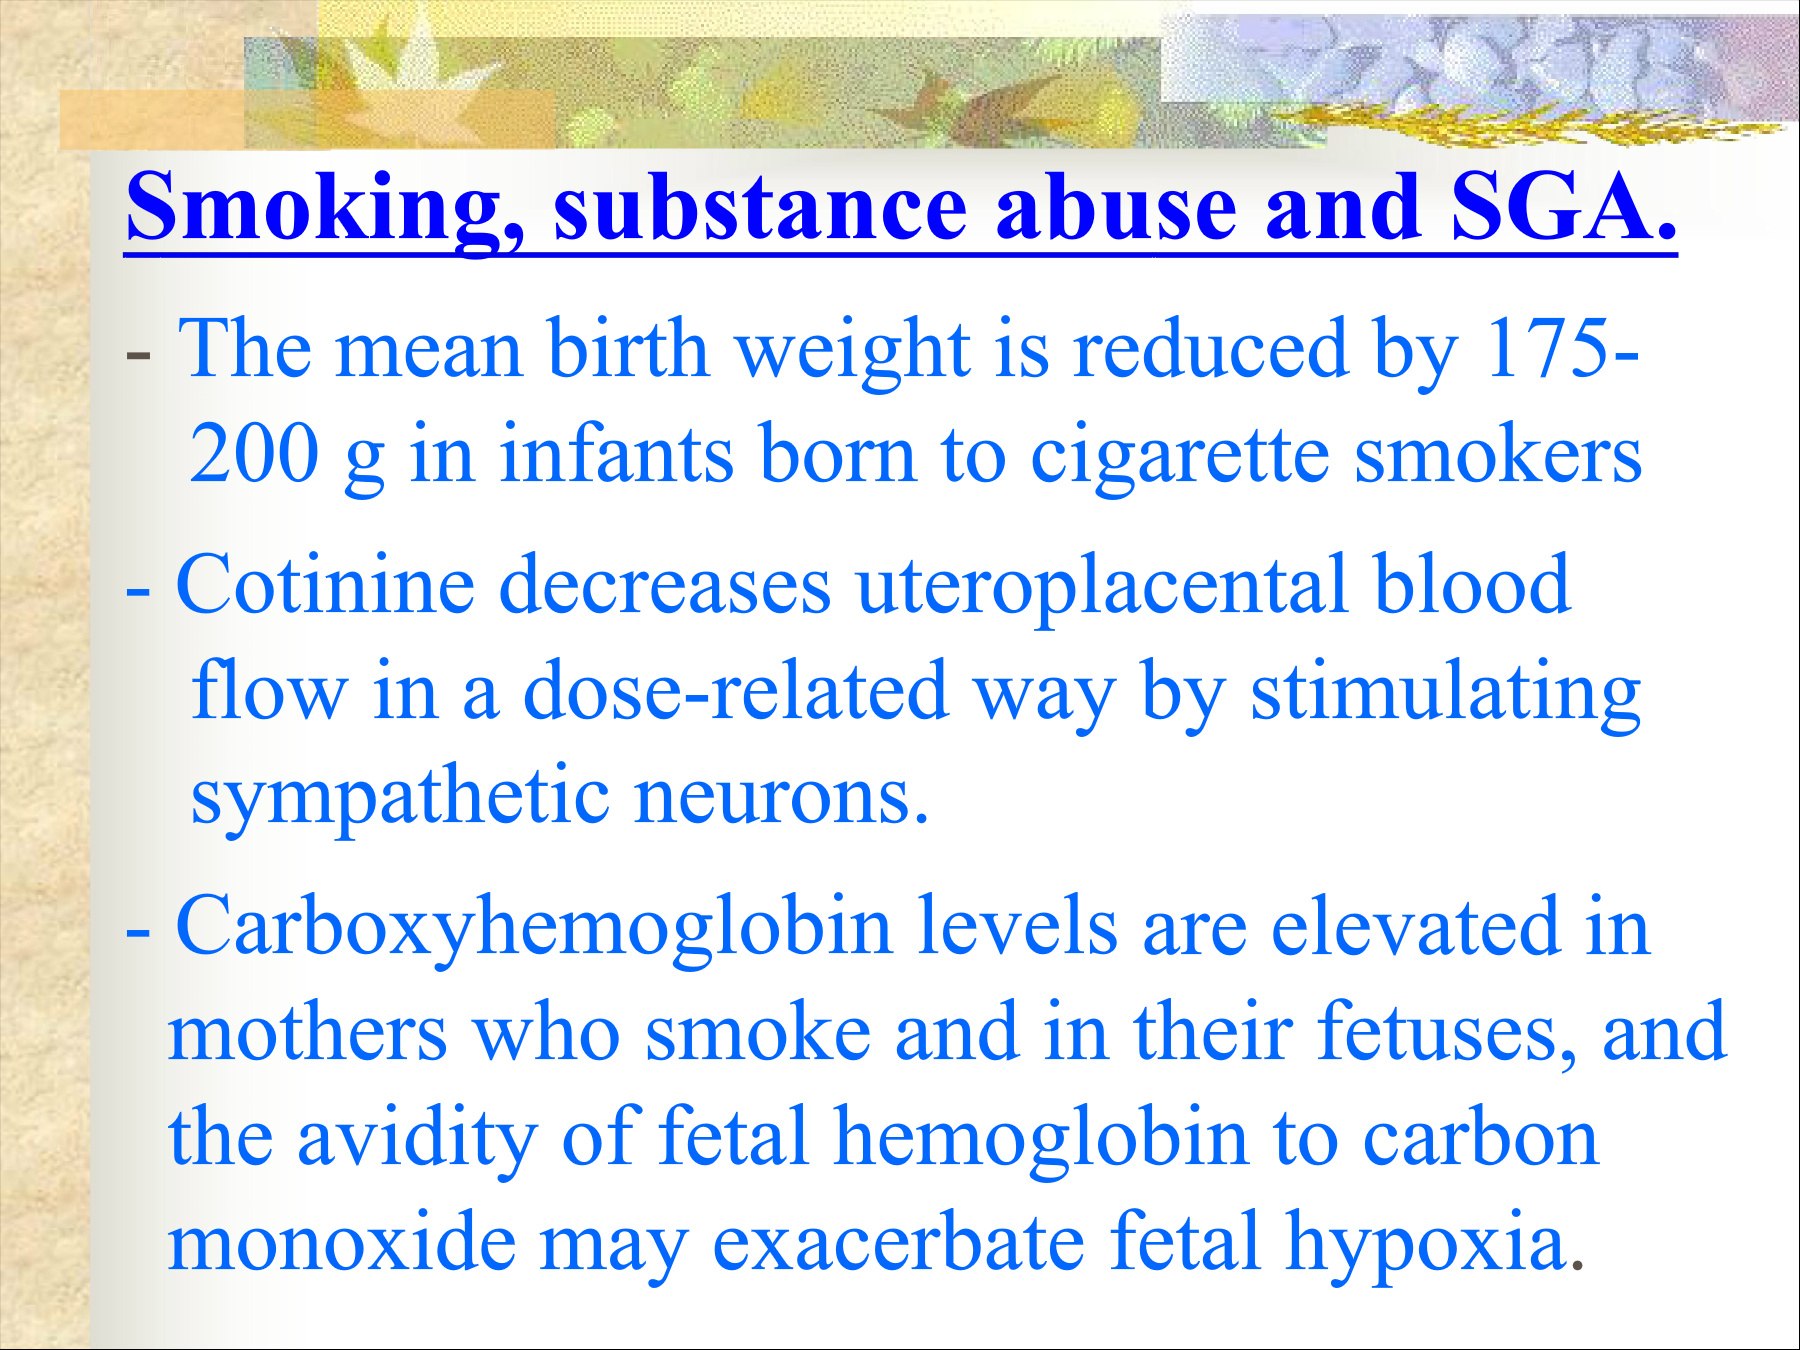 Smoking, substance abuse and SGA.
- The mean birth weight is reduced by 175-
200 g in infants born to cigarette smokers
- Cotinine decreases uteroplacental blood
flow in a dose-related way by stimulating
sympathetic neurons.
- Carboxyhemoglobin levels are elevated in
mothers who smoke and in their fetuses, and
the avidity of fetal hemoglobin to carbon
monoxide may exacerbate fetal hypoxia.